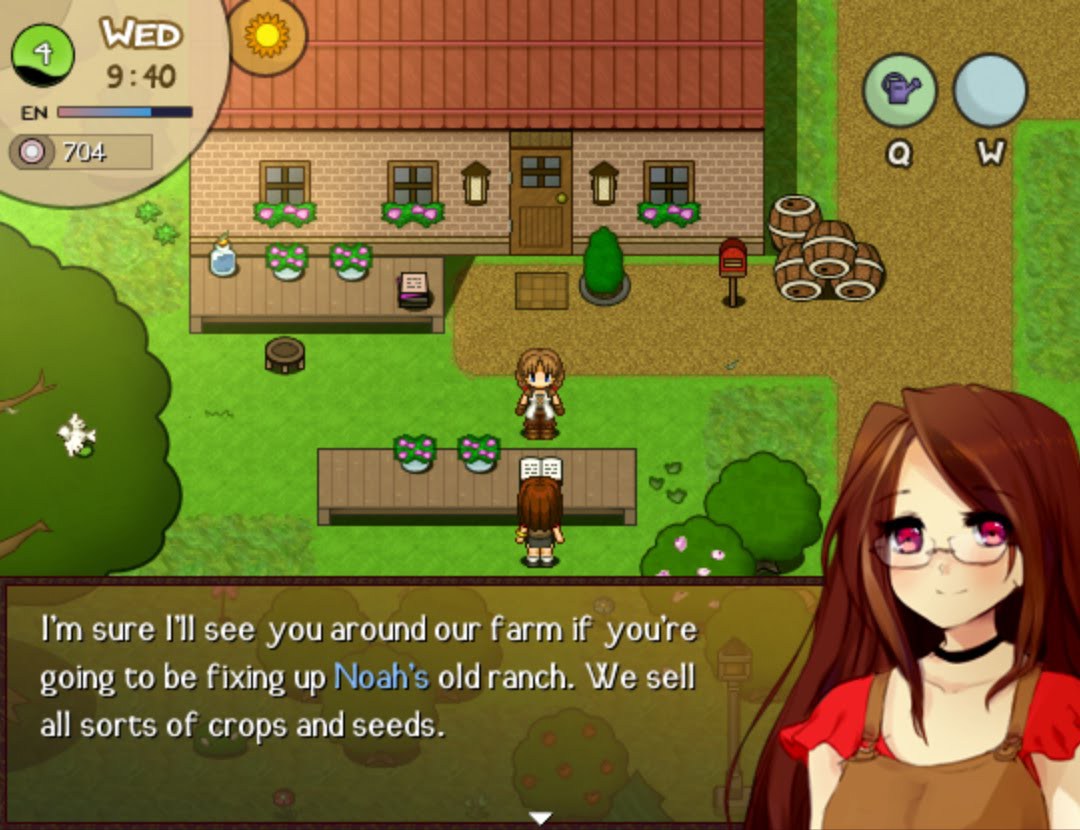 4
WED
9:40
EN
704
Q
W
I'm sure I'll see you around our farm if you're
going to be fixing up Noah's old ranch. We sell
all sorts of crops and seeds.